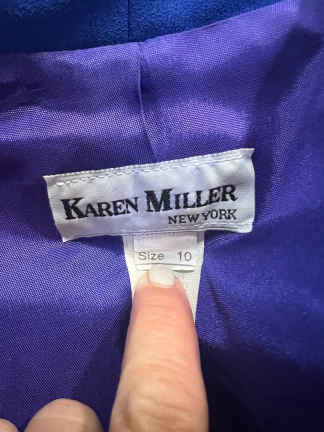 KAREN MILLER
NEW YORK
Size 10